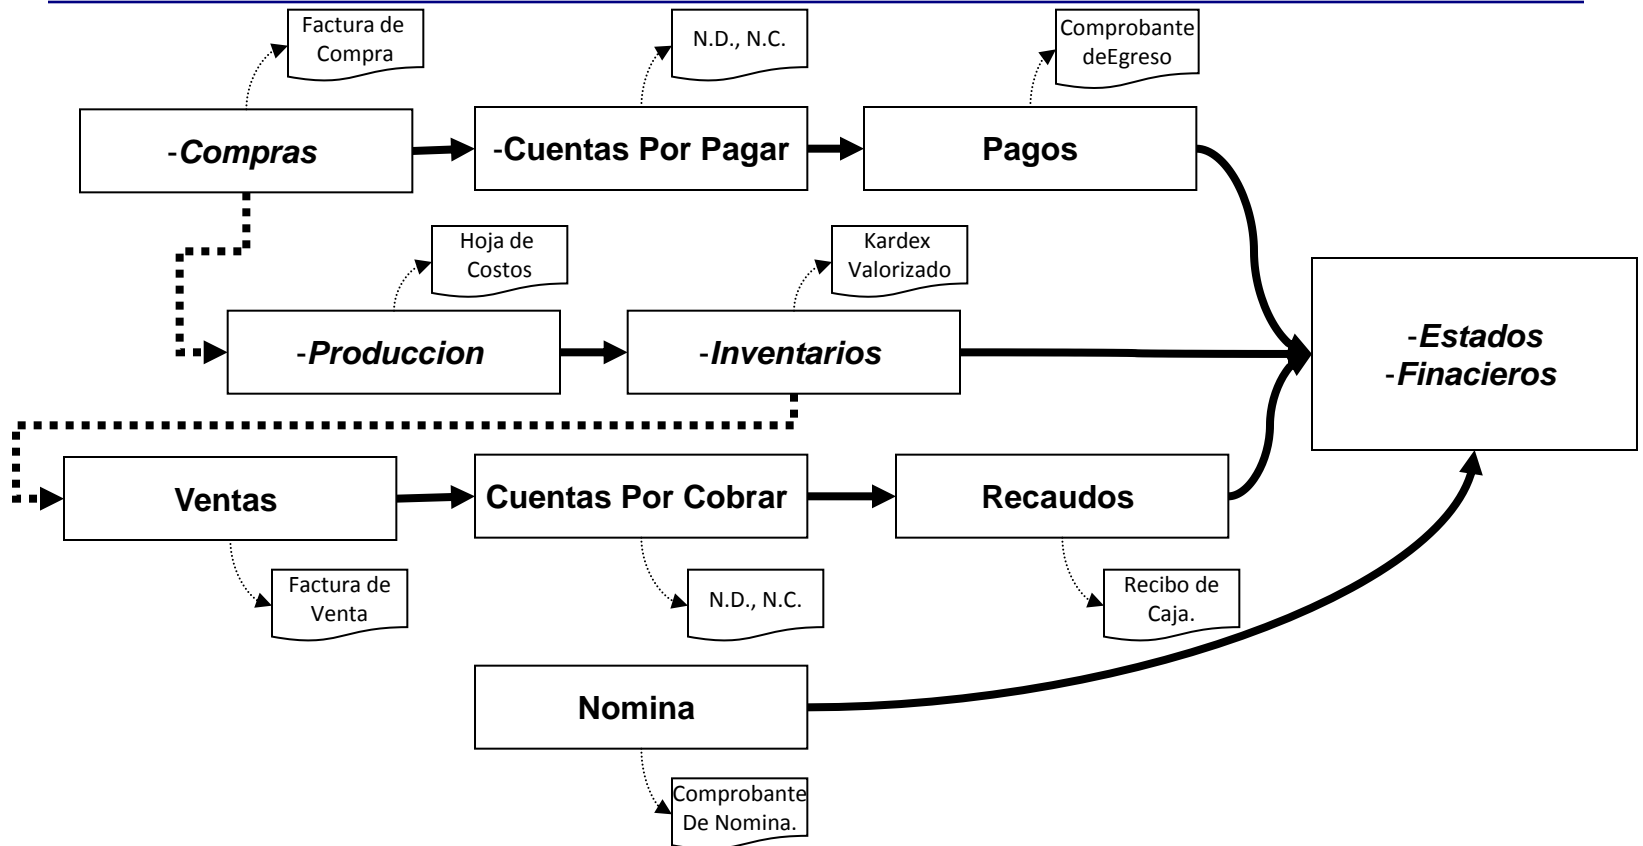 Factura de
Compra
N.D., N.C.
Comprobante
deEgreso
-Compras
-Cuentas Por Pagar
Pagos
Hoja de
Costos
Kardex
Valorizado
-Produccion
-Inventarios
-Estados
-Finacieros
Ventas
Cuentas Por Cobrar
Recaudos
Factura de
Venta
N.D., N.C.
Recibo de
Caja.
Nomina
Comprobante
De Nomina.